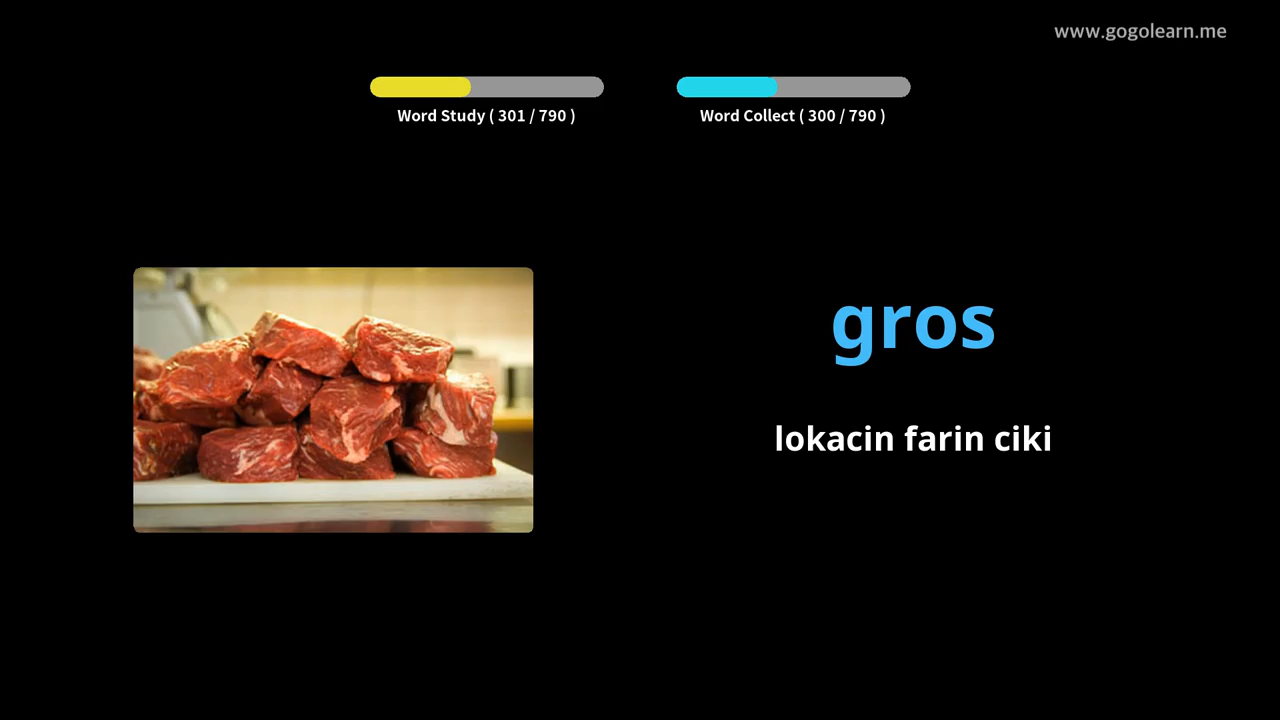 www.gogolearn.me
Word Study ( 301 / 790 )
Word Collect ( 300 / 790 )
gros
lokacin farin ciki